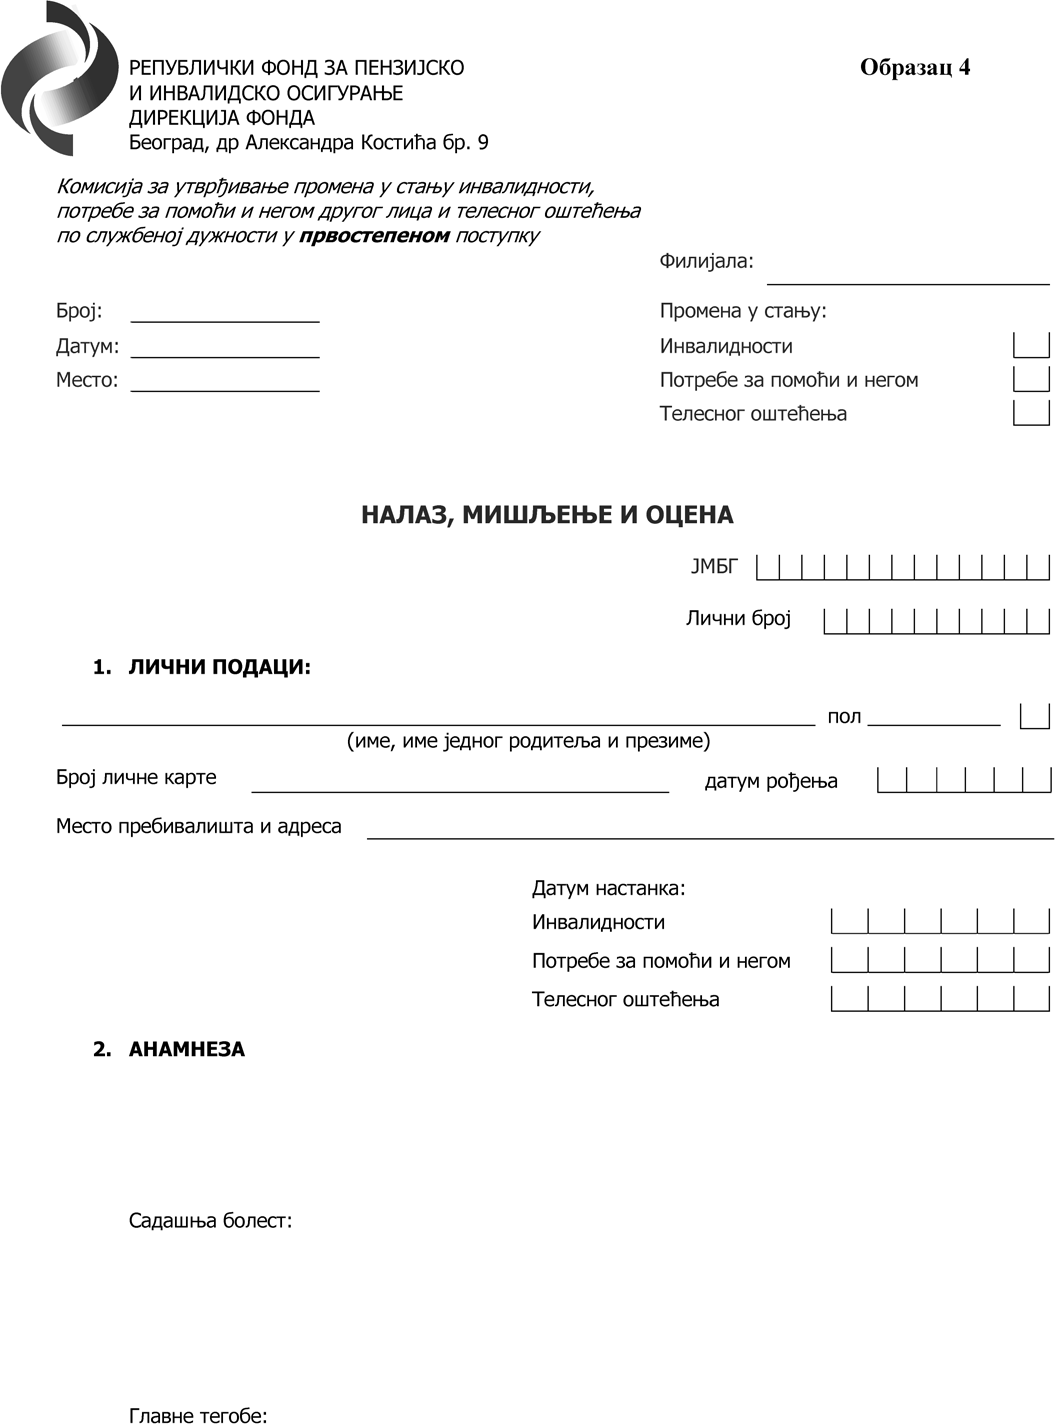 РЕПУБЛИЧКИ ФОНД ЗА ПЕНЗИЈСКО
И ИНВАЛИДСКО ОСИГУРАЊЕ
ДИРЕКЦИЈА ФОНДА
Београд, др Александра Костића бр. 9
Образац 4
Комисија за утврђивање промена у стању инвалидности,
потребе за помоћи и негом другог лица и телесног оштећења
по службеној дужности у првостепеном поступку
Филијала:
Број:
Промена у стању:
Датум:
Инвалидности
Место:
Потребе за помоћи и негом
Телесног оштећења
НАЛАЗ, МИШЉЕЊЕ И ОЦЕНА
ЈМБГ
Лични број
1. ЛИЧНИ ПОДАЦИ:
пол
(име, име једног родитеља и презиме)
Број личне карте
датум рођења
Место пребивалишта и адреса
Датум настанка:
Инвалидности
Потребе за помоћи и негом
Телесног оштећења
2. АНАМНЕЗА
Садашња болест:
Главне тегобе: